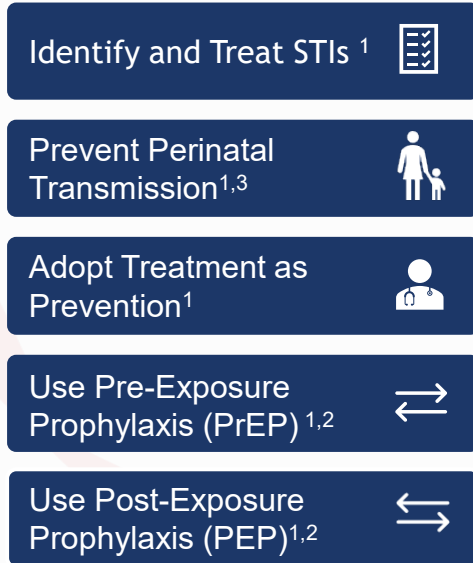 Identify and Treat STIs ¹
Prevent Perinatal
Transmission¹,³
Adopt Treatment as
Prevention¹
Use Pre-Exposure
Prophylaxis (PrEP) ¹,²
Use Post-Exposure
Prophylaxis (PEP)¹,²